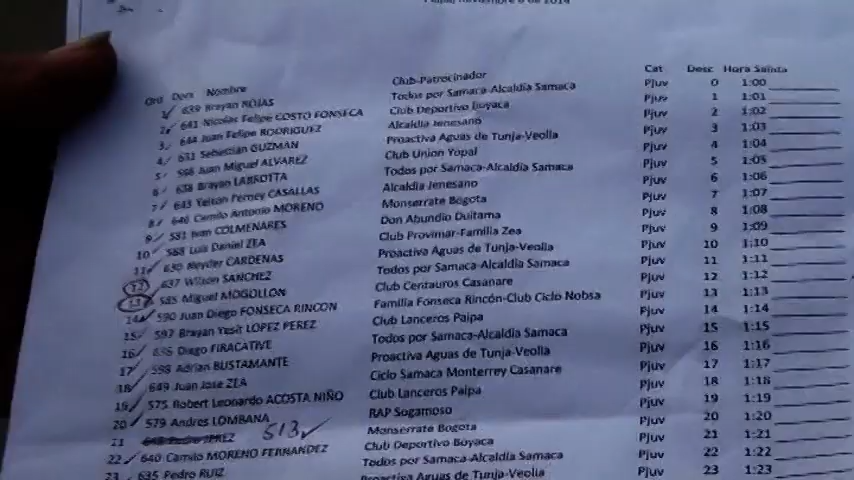 Ord Dors Nombre Club-Patrocinador Cat Desc Hora Salida
1 639 Brayan ROJAS Todos por Samaca-Alcaldia Samaca Pjuv 0 1:00
2 641 Nicolas Felipe COSTO FONSECA Club Deportivo Boyaca Pjuv 1 1:01
3 644 Juan Felipe RODRIGUEZ Alcaldia Jenesano Pjuv 2 1:02
4 631 Sebastian GUZMAN Proactiva Aguas de Tunja-Veolla Pjuv 3 1:03
5 Juan Miguel ALVAREZ Club Union Yopal Pjuv 4 1:04
6 638 Brayan LABROTTA Todos por Samaca-Alcaldia Samaca Pjuv 5 1:05
7 643 Yeison Ferney CASALLAS Alcaldia Jenesano Pjuv 6 1:06
8 646 Camilo Antonio MORENO Monserrate Bogota Pjuv 7 1:07
9 581 Ivan COLMENARES Don Abundio Duitama Pjuv 8 1:08
10 588 Luis Daniel ZEA Club Provimar-Familia Zea Pjuv 9 1:09
11 630 Neyder CARDENAS Proactiva Aguas de Tunja-Veolla Pjuv 10 1:10
12 637 Wilson SANCHEZ Todos por Samaca-Alcaldia Samaca Pjuv 11 1:11
13 585 Miguel MOGOLLON Club Centauros Casanare Pjuv 12 1:12
14 590 Juan Diego FONSECA RINCON Familia Fonseca Rincón-Club Ciclo Nobsa Pjuv 13 1:13
15 597 Brayan Yesit LOPEZ PEREZ Club Lanceros Paipa Pjuv 14 1:14
16 Diego FIRACATIVE Todos por Samaca-Alcaldia Samaca Pjuv 15 1:15
17 Adrian BUSTAMANTE Proactiva Aguas de Tunja-Veolla Pjuv 16 1:16
18 649 Juan Jose ZEA Ciclo Samaca Monterrey Casanare Pjuv 17 1:17
19 575 Robert Leonardo ACOSTA NIÑO Club Lanceros Paipa Pjuv 18 1:18
20 579 Andres LOMBANA RAP Sogamoso Pjuv 19 1:19
21 513 Monserrate Bogota Pjuv 20 1:20
22 640 Camilo MORENO FERNANDEZ Club Deportivo Boyaca Pjuv 21 1:21
23 635 Pedro RUIZ Todos por Samaca-Alcaldia Samaca Pjuv 22 1:22
Proactiva Aguas de Tunja-Veolla Pjuv 23 1:23